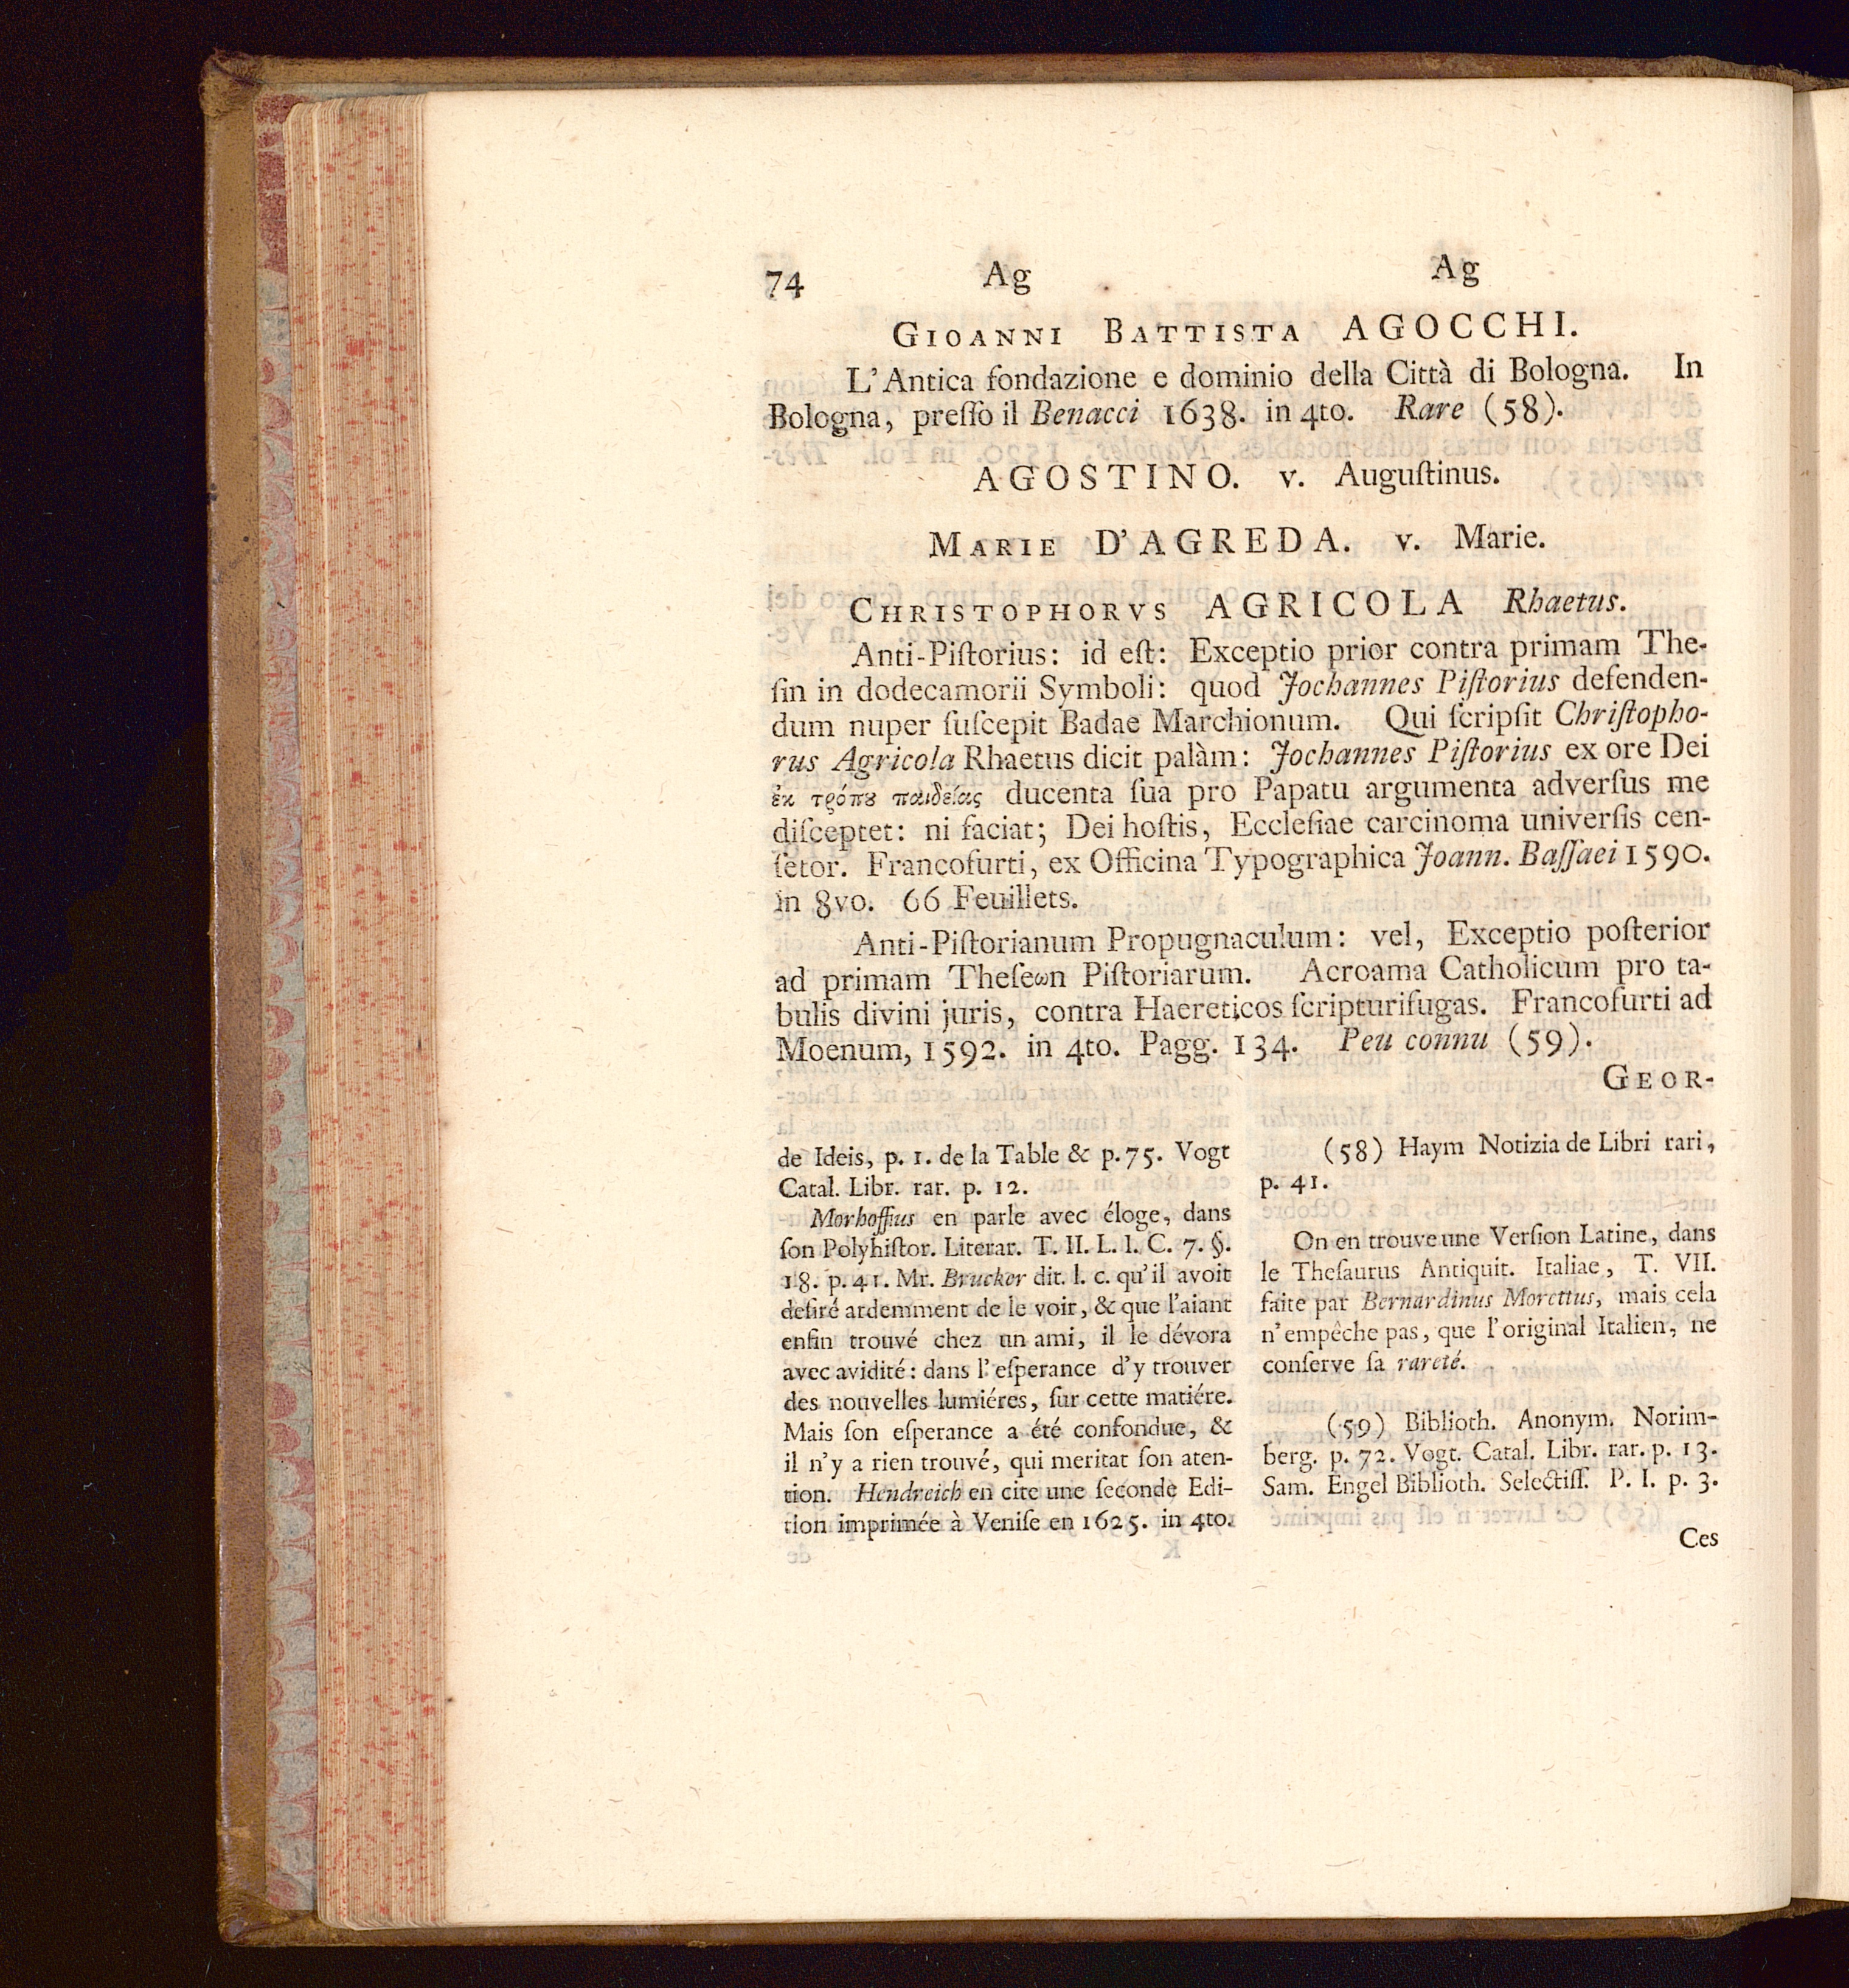 74 Ag Ag
GIOANNI BATTISTA AGOCCHI.
L'Antica fondazione e dominio della Città di Bologna. In
Bologna, preſſo il Benacci 1638. in 4to. Rare (58).
AGOSTINO. v. Auguſtinus.
MARIE D'AGREDA. v. Marie.
CHRISTOPHORVS AGRICOLA Rhaetus.
Anti-Piſtorius: id eſt: Exceptio prior contra primam The-
ſin in dodecamorii Symboli: quod Jochannes Piſtorius defenden-
dum nuper ſuſcepit Badae Marchionum. Qui ſcripſit Chriſtopho-
rus Agricola Rhaetus dicit palàm: Jochannes Piſtorius ex ore Dei
ἐκ τρόπȣ παιδείας ducenta ſua pro Papatu argumenta adverſus me
diſceptet: ni faciat; Dei hoſtis, Eccleſiae carcinoma univerſis cen-
ſetor. Francofurti, ex Officina Typographica Joann. Baſſaei 1590.
in 8vo. 66 Feuillets.
Anti-Piſtorianum Propugnaculum: vel, Exceptio poſterior
ad primam Theſeωn Piſtoriarum. Acroama Catholicum pro ta-
bulis divini juris, contra Haereticos ſcripturifugas. Francofurti ad
Moenum, 1592. in 4to. Pagg. 134. Peu connu (59).
GEOR-
de Ideis, p. 1. de la Table & p. 75. Vogt
Catal. Libr. rar. p. 12.
Morhoffius en parle avec éloge, dans
ſon Polyhiſtor. Literar. T. II. L. I. C. 7. §.
18. p. 41. Mr. Brucker dit. l. c. qu'il avoit
deſiré ardemment de le voir, & que l'aiant
enfin trouvé chez un ami, il le dévora
avec avidité: dans l'eſperance d'y trouver
des nouvelles lumiéres, ſur cette matiére.
Mais ſon eſperance a été confondue, &
il n'y a rien trouvé, qui meritat ſon aten-
tion. Hendreich en cite une ſeconde Edi-
tion imprimée à Veniſe en 1625. in 4to.
(58) Haym Notizia de Libri rari,
p. 41.
On en trouve une Verſion Latine, dans
le Theſaurus Antiquit. Italiae, T. VII.
faite par Bernardinus Morettus, mais cela
n'empêche pas, que l'original Italien, ne
conſerve ſa rareté.
(59) Biblioth. Anonym. Norim-
berg. p. 72. Vogt. Catal. Libr. rar. p. 13.
Sam. Engel Biblioth. Selectiſſ. P. I. p. 3.
Ces